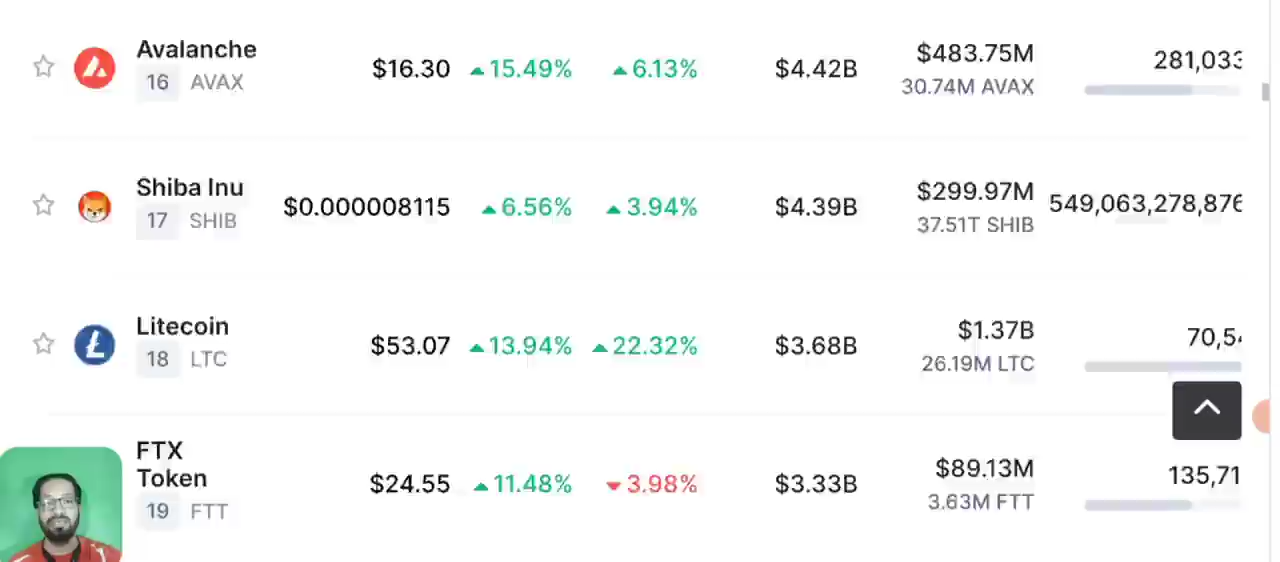 Avalanche
16 AVAX
$16.30 15.49% 6.13% $4.42B
$483.75M
30.74M AVAX
281,033
Shiba Inu
17 SHIB
$0.000008115 6.56% 3.94% $4.39B
$299.97M
37.51T SHIB
549,063,278,876
Litecoin
18 LTC
$53.07 13.94% 22.32% $3.68B
$1.37B
26.19M LTC
70,54
FTX
Token
19 FTT
$24.55 11.48% 3.98% $3.33B
$89.13M
3.63M FTT
135,71